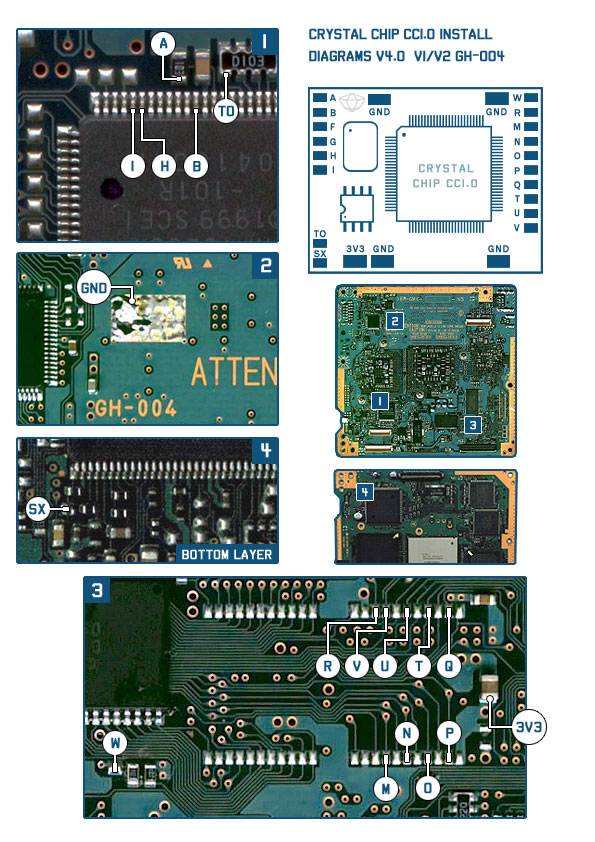 CRYSTAL CHIP CC1.0 INSTALL
DIAGRAMS V4.0 V1/V2 GH-004
1
A
D103
TO
I
H
B
1999 SCEI
-101R
A
B
F
G
H
I
GND
GND
W
R
M
N
O
P
Q
T
U
V
CRYSTAL
CHIP CC1.0
TO
SX
3V3
GND
GND
2
GND
ATTEN
GH-004
2
1
3
4
4
SX
BOTTOM LAYER
3
R
V
U
T
Q
3V3
W
N
P
M
O